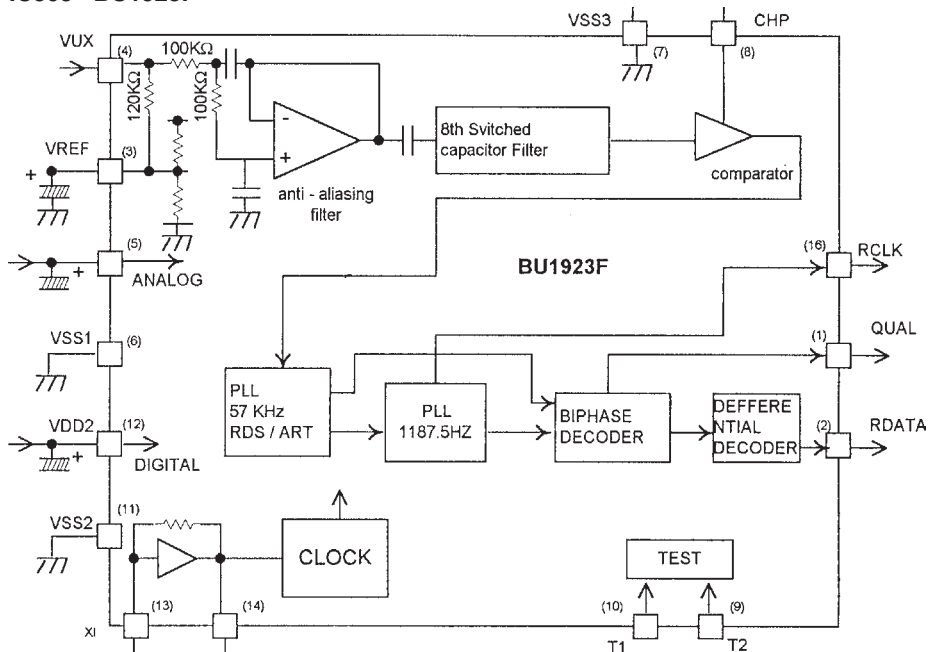 VSS3
CHP
VUX
(4)
100KΩ
(7)
(8)
120KΩ
100KΩ
-
+
8th Svitched
capacitor Filter
VREF
(3)
+
anti - aliasing
filter
comparator
(5)
+
ANALOG
BU1923F
(16)
RCLK
VSS1
(6)
(1)
QUAL
PLL
57 KHz
RDS / ART
PLL
1187.5HZ
BIPHASE
DECODER
DEFFERE
NTIAL
DECODER
(2)
RDATA
VDD2
(12)
+
DIGITAL
VSS2
(11)
CLOCK
TEST
(13)
(14)
(10)
(9)
XI
T1
T2